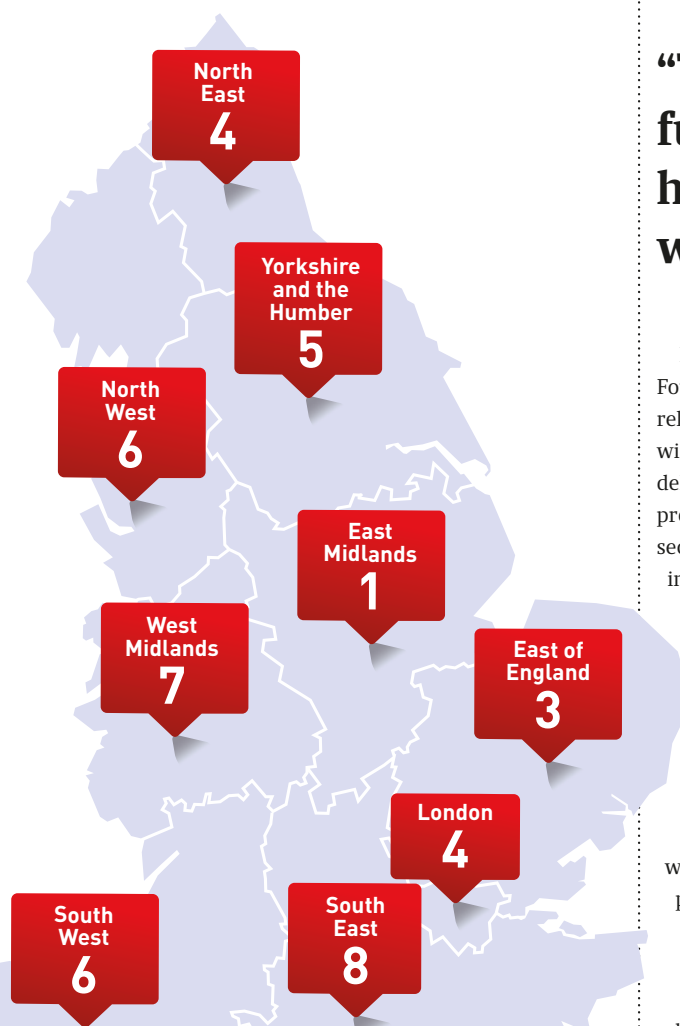 North
East
4
Yorkshire
and the
Humber
5
North
West
6
East
Midlands
1
West
Midlands
7
East of
England
3
London
4
South
East
8
South
West
6